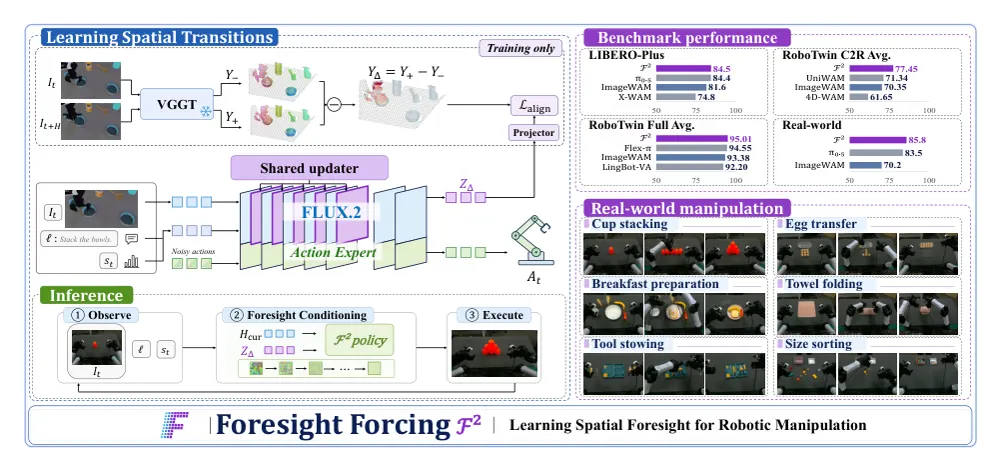 Learning Spatial Transitions
Training only
I_t
I_{t+H}
VGGT
Y_−
Y_+
Y_Δ = Y_+ − Y_−
−
ℒ_align
Projector
Shared updater
I_t
ℓ : Stack the bowls.
s_t
Noisy actions
FLUX.2
Action Expert
Z_Δ
A_t
Inference
① Observe
I_t
ℓ
s_t
② Foresight Conditioning
H_cur
Z_Δ
ℱ² policy
...
③ Execute
Benchmark performance
LIBERO-Plus
ℱ² 84.5
π_{0.5} 84.4
ImageWAM 81.6
X-WAM 74.8
50 75 100
RoboTwin C2R Avg.
ℱ² 77.45
UniWAM 71.34
ImageWAM 70.35
4D-WAM 61.65
50 75 100
RoboTwin Full Avg.
ℱ² 95.01
Flex-π 94.55
ImageWAM 93.38
LingBot-VA 92.20
50 75 100
Real-world
ℱ² 85.8
π_{0.5} 83.5
ImageWAM 70.2
50 75 100
Real-world manipulation
Cup stacking
Egg transfer
Breakfast preparation
Towel folding
Tool stowing
Size sorting
F | Foresight Forcing ℱ² | Learning Spatial Foresight for Robotic Manipulation